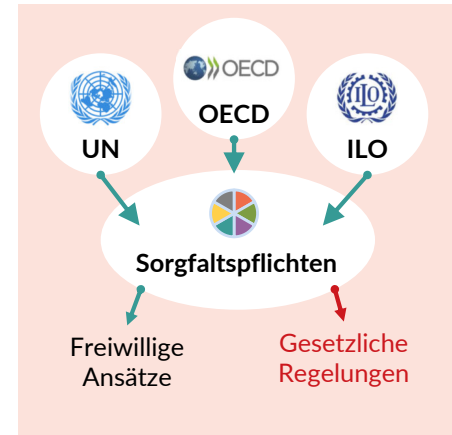 OECD
ILO
UN
OECD
ILO
Sorgfaltspflichten
Freiwillige
Ansätze
Gesetzliche
Regelungen